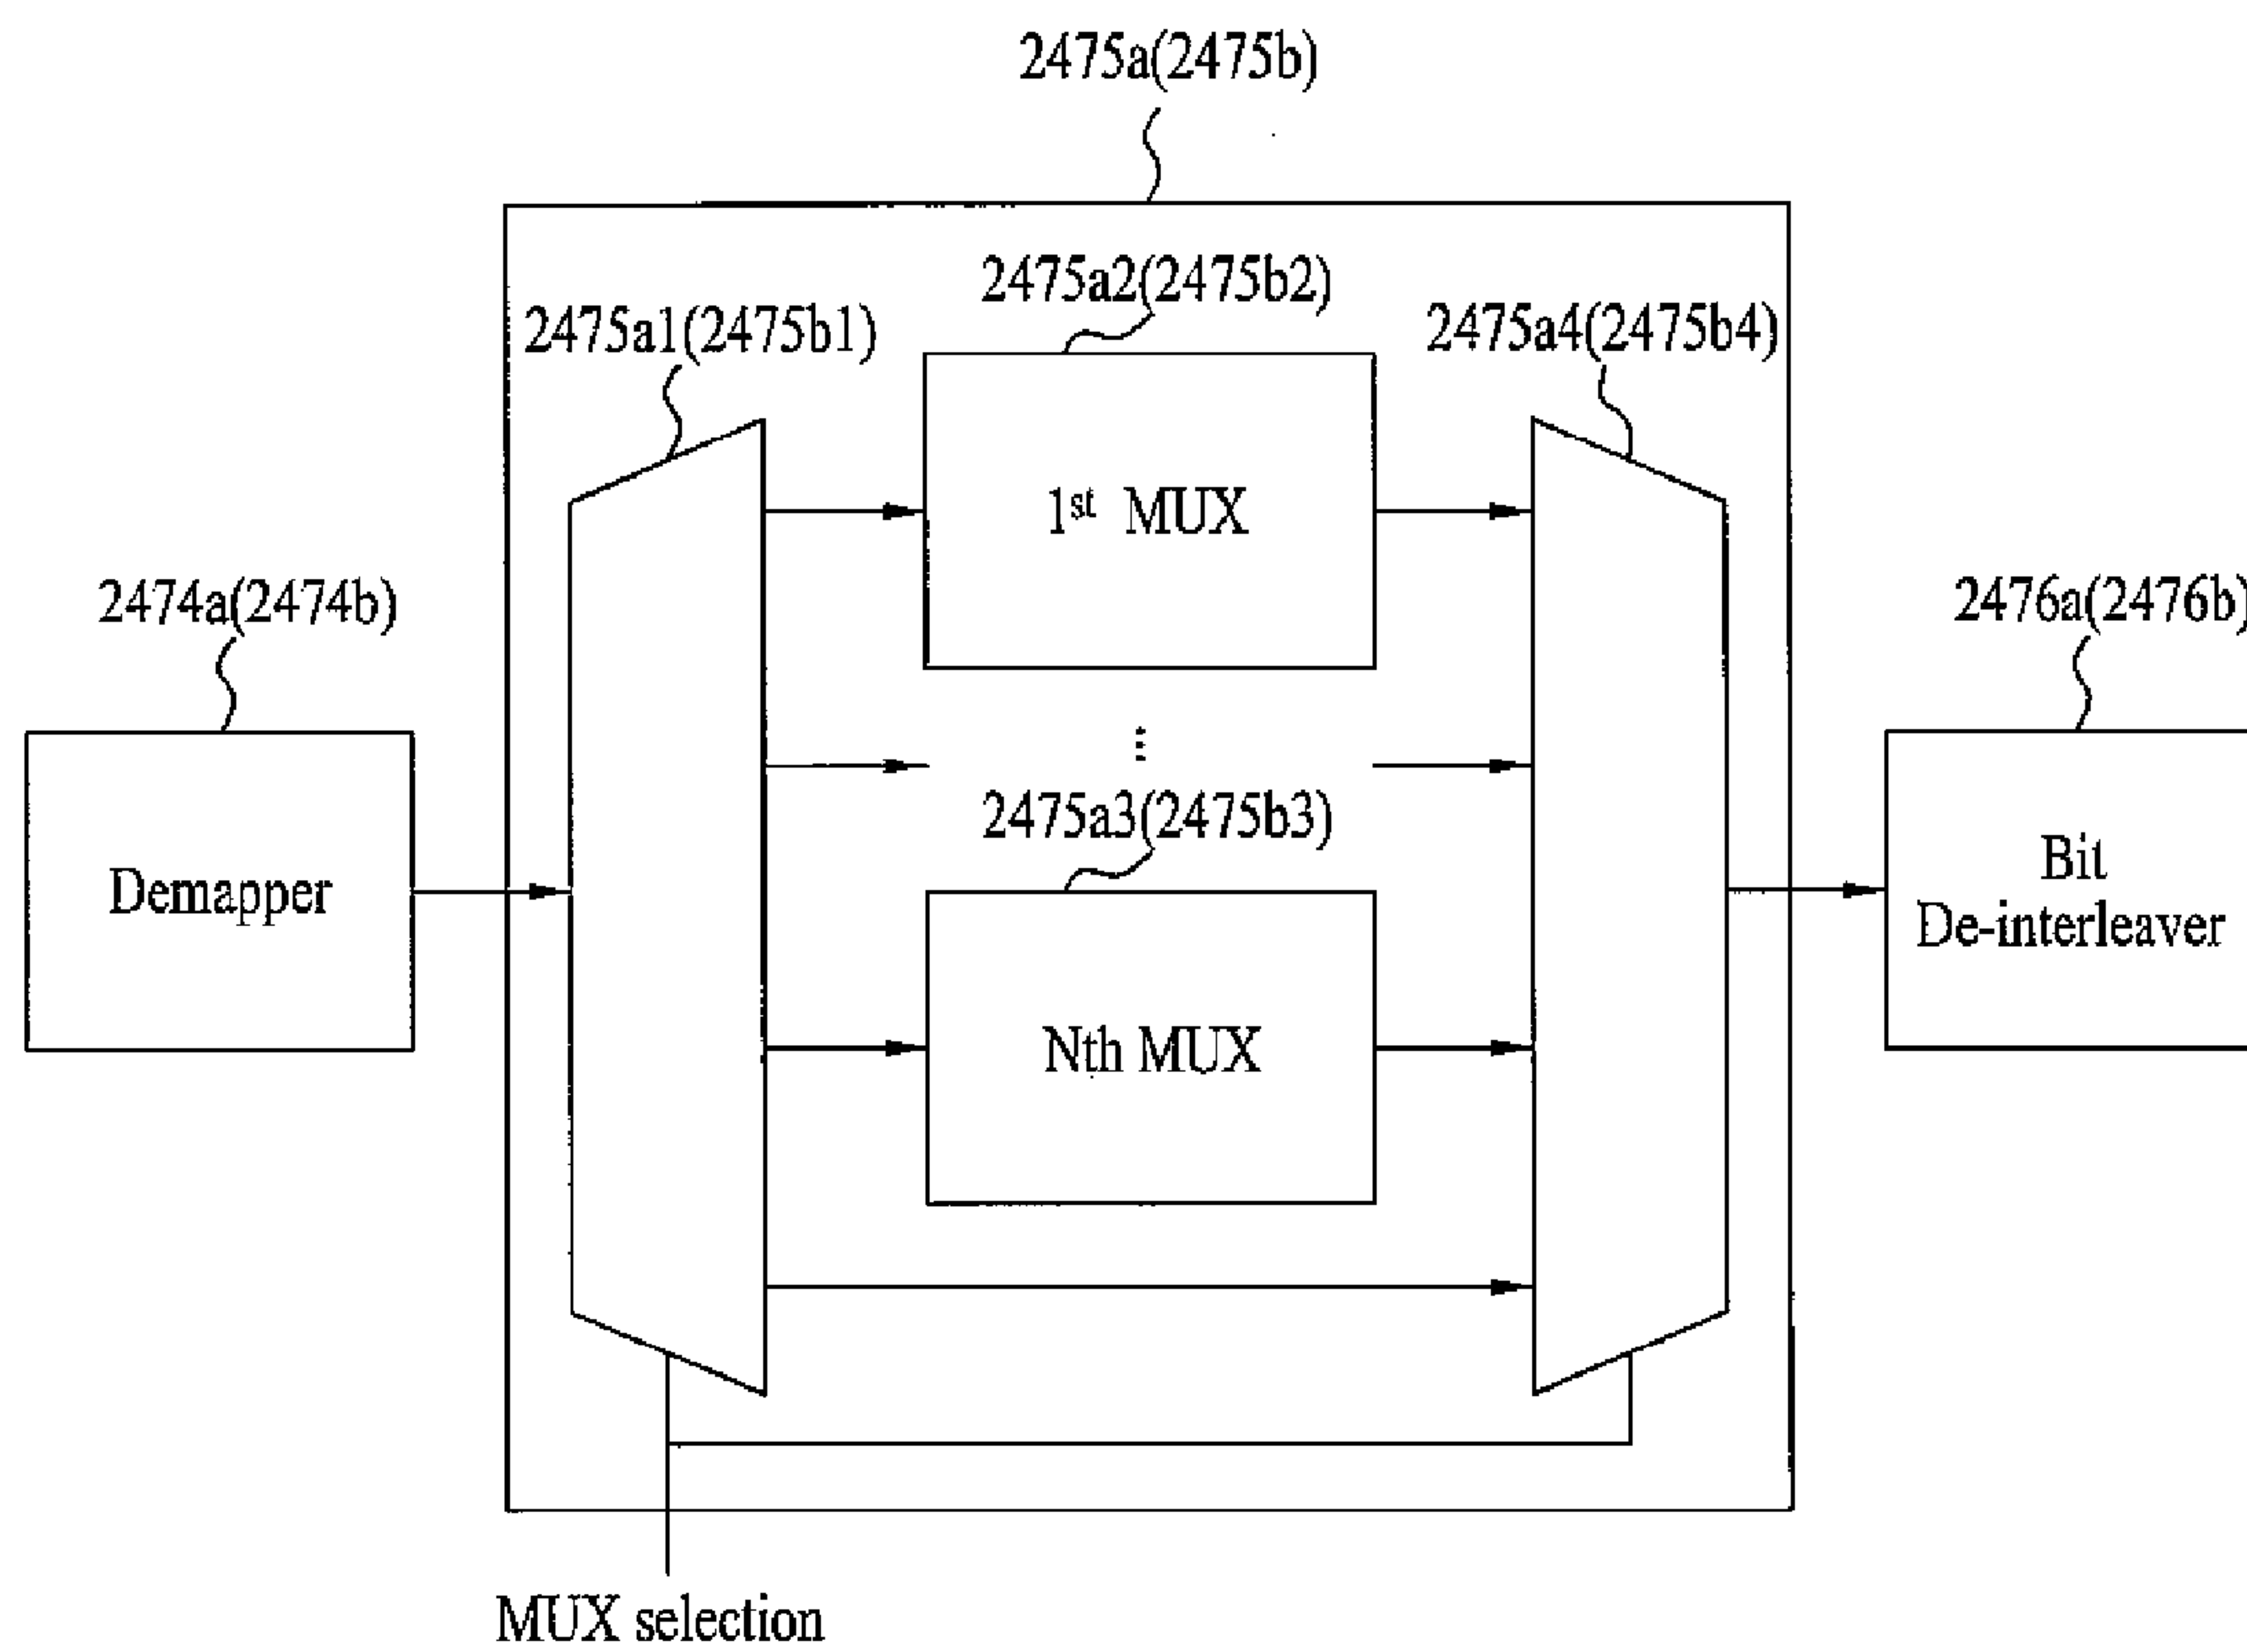 2475a(2475b)
2475a2(2475b2)
2475a1(2475b1)
2475a4(2475b4)
1st MUX
2474a(2474b)
2476a(2476b)
...
2475a3(2475b3)
Demapper
Bit
De-interleaver
Nth MUX
MUX selection